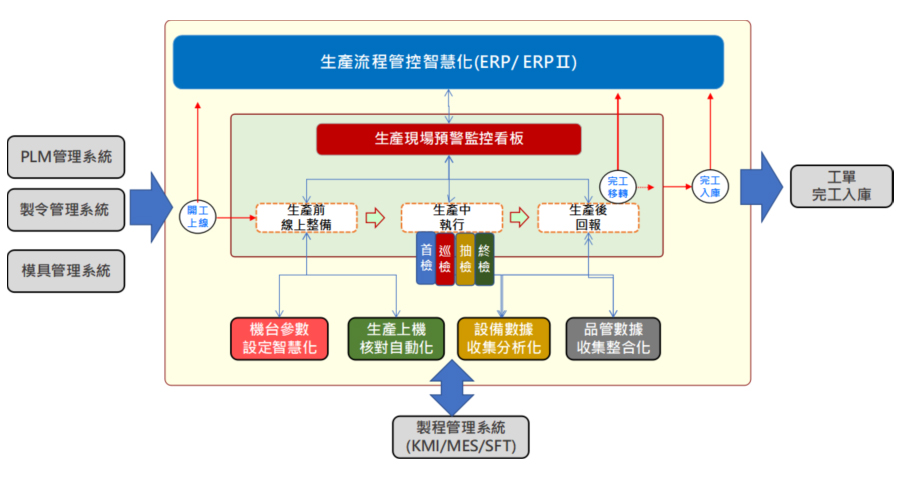 生產流程管控智慧化(ERP/ ERPⅡ)
生產現場預警監控看板
PLM管理系統
製令管理系統
模具管理系統
開工
上線
生產前
線上整備
生產中
執行
生產後
回報
完工
移轉
完工
入庫
工單
完工入庫
首檢
巡檢
抽檢
終檢
機台參數
設定智慧化
生產上機
核對自動化
設備數據
收集分析化
品管數據
收集整合化
製程管理系統
(KMI/MES/SFT)